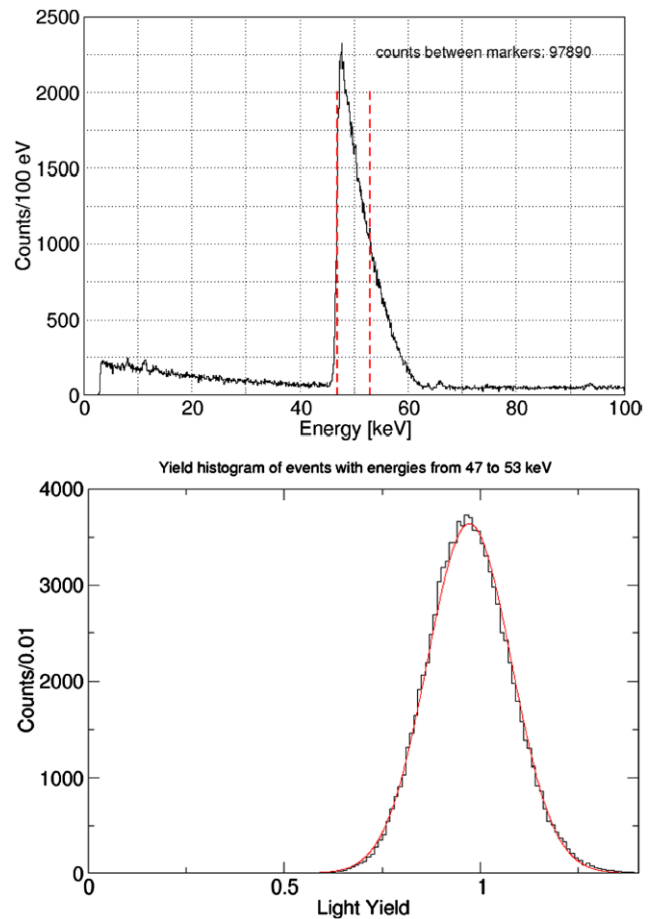 2500
counts between markers: 97890
2000
1500
1000
500
0
0 20 40 60 80 100
Counts/100 eV
Energy [keV]
Yield histogram of events with energies from 47 to 53 keV
4000
3000
2000
1000
0
0 0.5 1
Counts/0.01
Light Yield